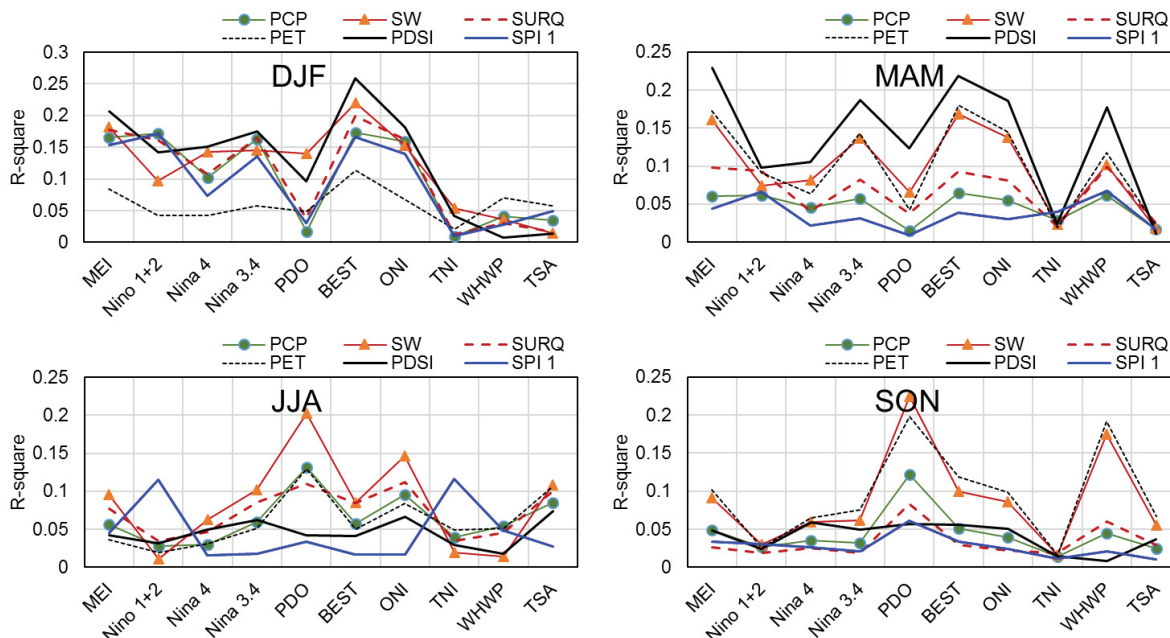 PCP SW SURQ
PET PDSI SPI 1
DJF
R-square
0.3
0.25
0.2
0.15
0.1
0.05
0
MEI
Nino 1+2
Nina 4
Nina 3.4
PDO
BEST
ONI
TNI
WHWP
TSA
PCP SW SURQ
PET PDSI SPI 1
MAM
R-square
0.25
0.2
0.15
0.1
0.05
0
MEI
Nino 1+2
Nina 4
Nina 3.4
PDO
BEST
ONI
TNI
WHWP
TSA
PCP SW SURQ
PET PDSI SPI 1
JJA
R-square
0.25
0.2
0.15
0.1
0.05
0
MEI
Nino 1+2
Nina 4
Nina 3.4
PDO
BEST
ONI
TNI
WHWP
TSA
PCP SW SURQ
PET PDSI SPI 1
SON
R-square
0.25
0.2
0.15
0.1
0.05
0
MEI
Nino 1+2
Nina 4
Nina 3.4
PDO
BEST
ONI
TNI
WHWP
TSA